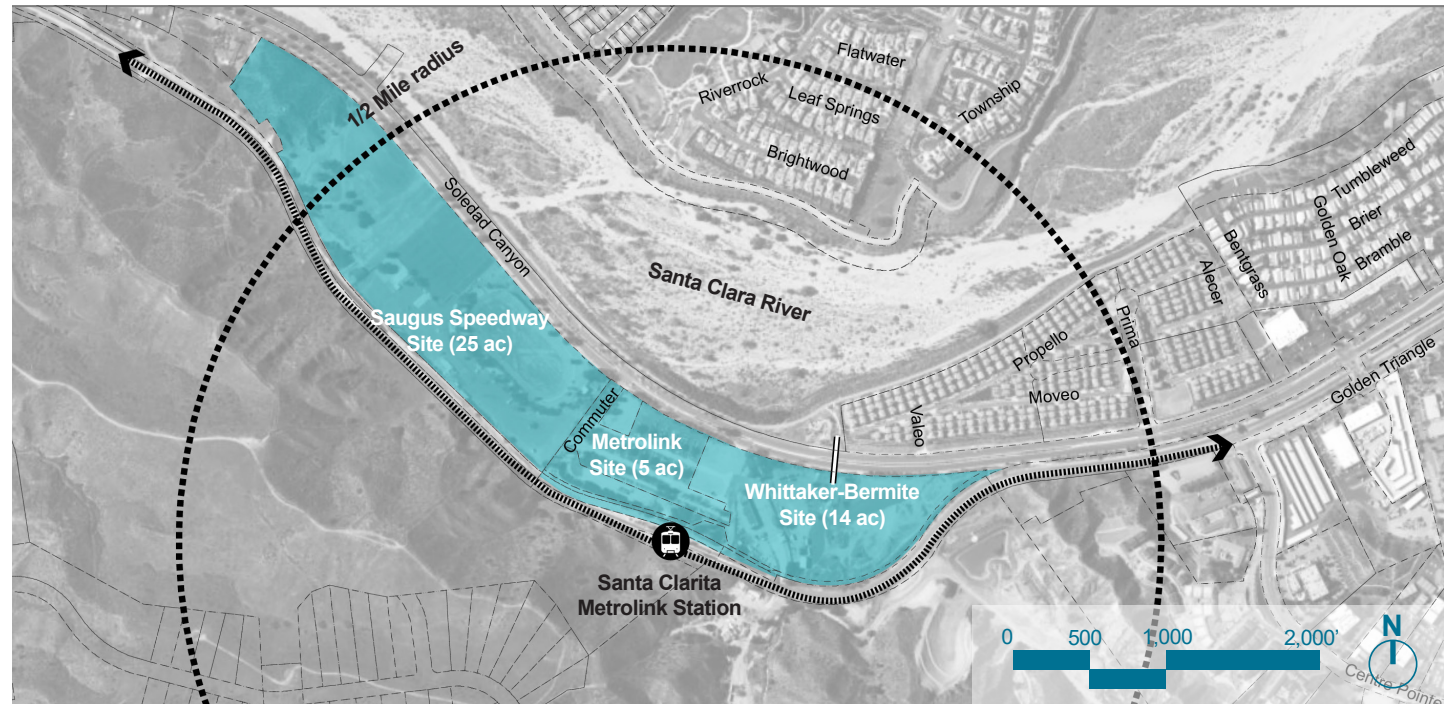 1/2 Mile radius
Flatwater
Riverrock
Leaf Springs
Township
Brightwood
Soledad Canyon
Santa Clara River
Tumbleweed
Golden Oak
Brier
Bramble
Bentgrass
Alecer
Prima
Propello
Moveo
Valeo
Golden Triangle
Saugus Speedway
Site (25 ac)
Commuter
Metrolink
Site (5 ac)
Whittaker-Bermite
Site (14 ac)
Santa Clarita
Metrolink Station
0 500 1,000 2,000'
N
Centre Pointe